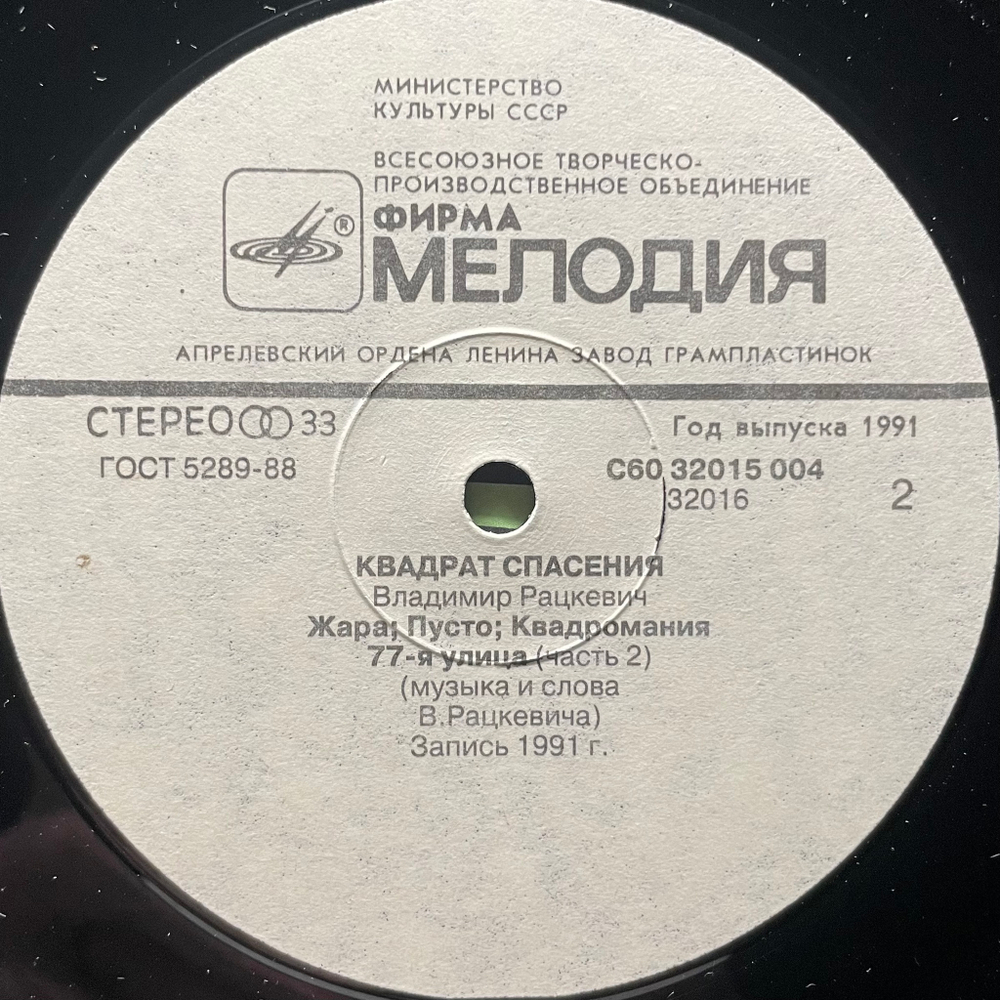 МИНИСТЕРСТВО
КУЛЬТУРЫ СССР
ВСЕСОЮЗНОЕ ТВОРЧЕСКО-
ПРОИЗВОДСТВЕННОЕ ОБЪЕДИНЕНИЕ
®
ФИРМА
МЕЛОДИЯ
АПРЕЛЕВСКИЙ ОРДЕНА ЛЕНИНА ЗАВОД ГРАМПЛАСТИНОК
СТЕРЕО 33
Год выпуска 1991
ГОСТ 5289-88
С60 32015 004
32016
2
КВАДРАТ СПАСЕНИЯ
Владимир Рацкевич
Жара; Пусто; Квадромания
77-я улица (часть 2)
(музыка и слова
В.Рацкевича)
Запись 1991 г.